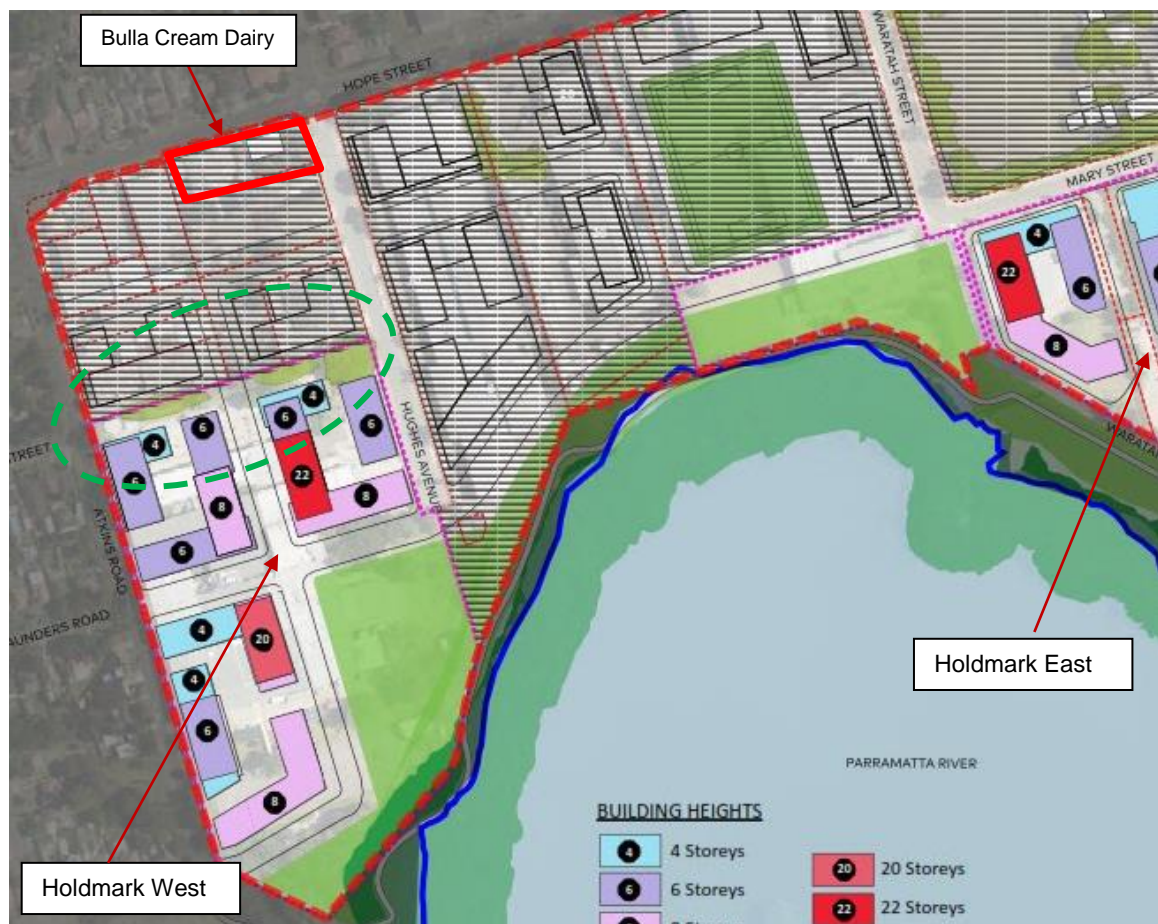 Bulla Cream Dairy
HOPE STREET
WARATAH STREET
MARY STREET
4
22
6
8
HUGHES AVENUE
4
6
6
4
6
6
22
8
8
6
STREET
ATKINS ROAD
4
20
4
6
8
AUNDERS ROAD
WARATAH
Holdmark East
Holdmark West
PARRAMATTA RIVER
BUILDING HEIGHTS
4 4 Storeys
20 20 Storeys
6 6 Storeys
22 22 Storeys